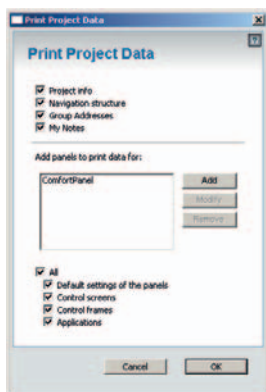 Print Project Data
?
Print Project Data
Project info
Navigation structure
Group Addresses
My Notes
Add panels to print data for:
ComfortPanel
Add
Modify
Remove
All
Default settings of the panels
Control screens
Control frames
Applications
Cancel
OK